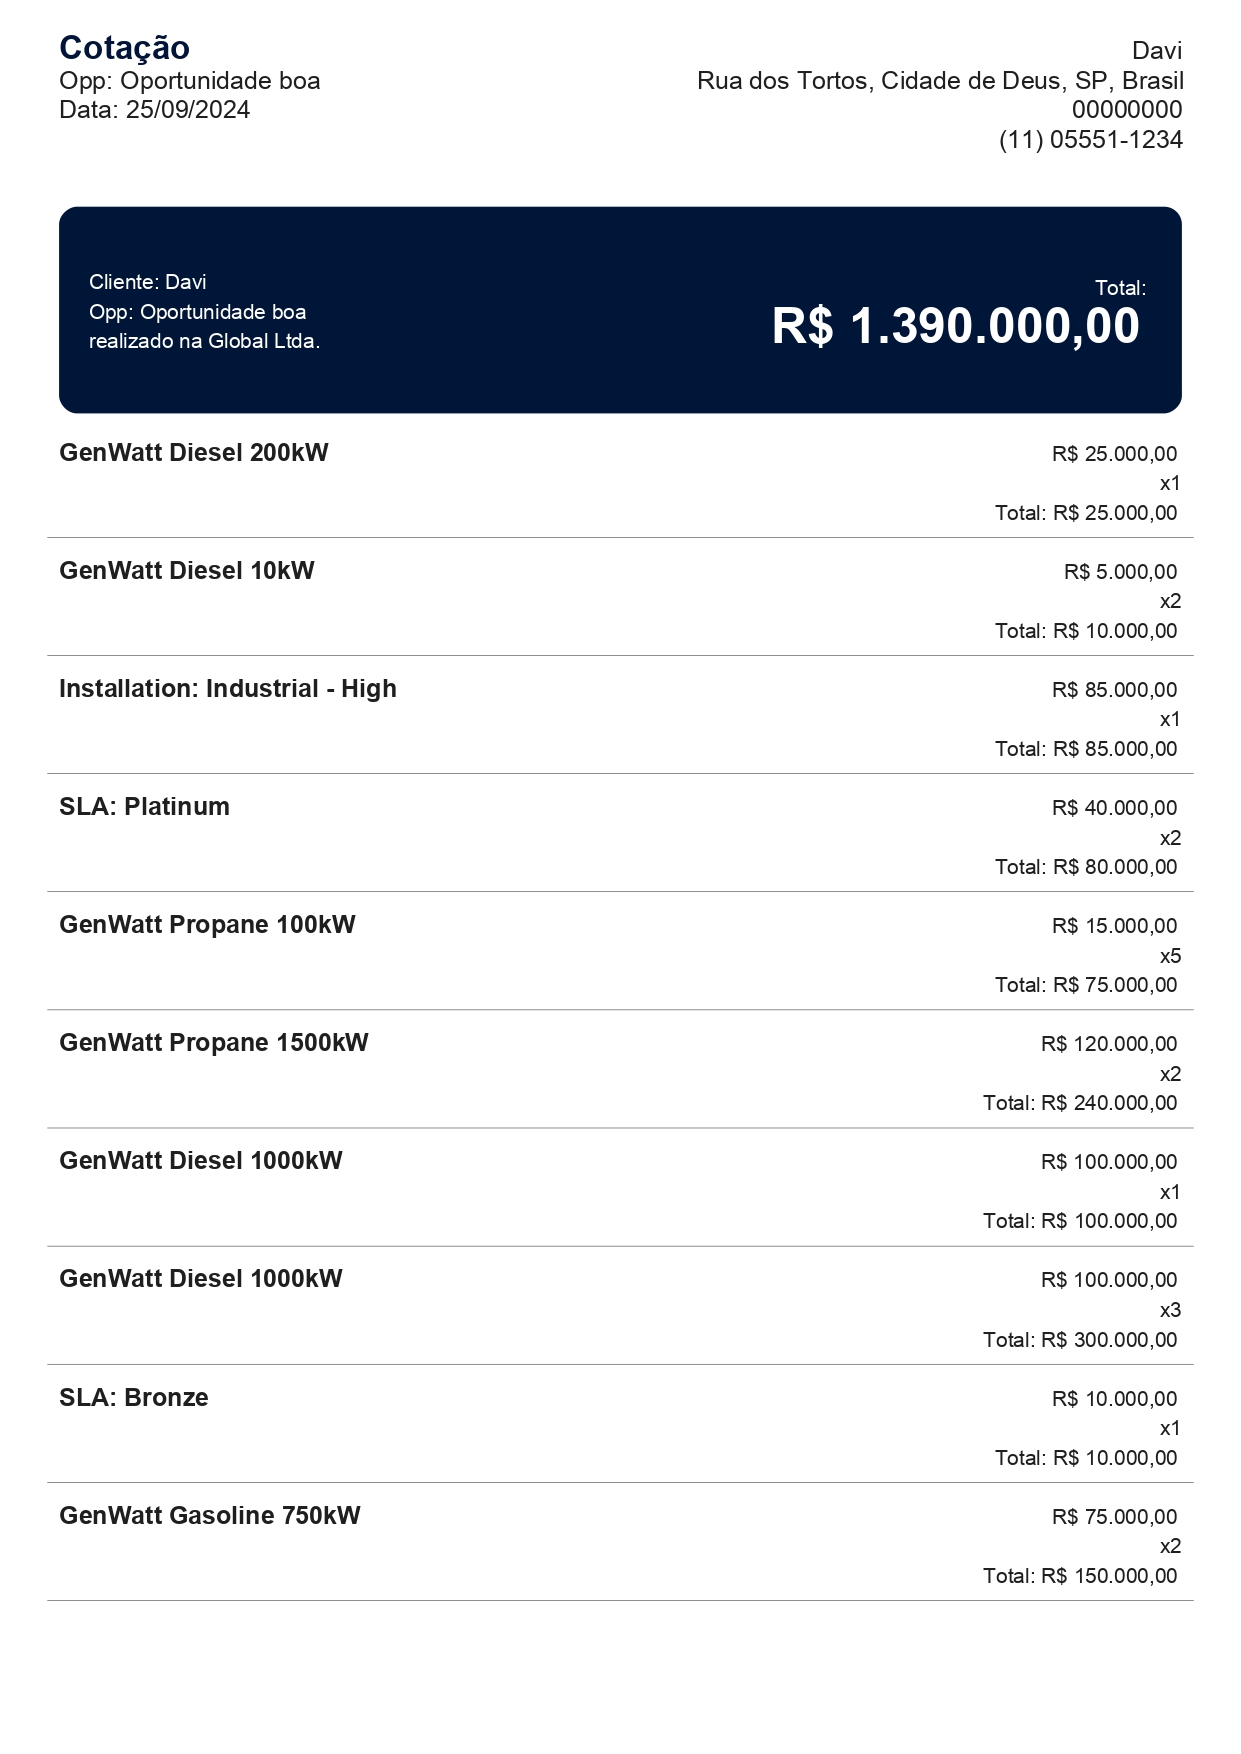 Cotação
Opp: Oportunidade boa
Data: 25/09/2024
Davi
Rua dos Tortos, Cidade de Deus, SP, Brasil
00000000
(11) 05551-1234
Cliente: Davi
Opp: Oportunidade boa
realizado na Global Ltda.
Total:
R$ 1.390.000,00
GenWatt Diesel 200kW
R$ 25.000,00
x1
Total: R$ 25.000,00
GenWatt Diesel 10kW
R$ 5.000,00
x2
Total: R$ 10.000,00
Installation: Industrial - High
R$ 85.000,00
x1
Total: R$ 85.000,00
SLA: Platinum
R$ 40.000,00
x2
Total: R$ 80.000,00
GenWatt Propane 100kW
R$ 15.000,00
x5
Total: R$ 75.000,00
GenWatt Propane 1500kW
R$ 120.000,00
x2
Total: R$ 240.000,00
GenWatt Diesel 1000kW
R$ 100.000,00
x1
Total: R$ 100.000,00
GenWatt Diesel 1000kW
R$ 100.000,00
x3
Total: R$ 300.000,00
SLA: Bronze
R$ 10.000,00
x1
Total: R$ 10.000,00
GenWatt Gasoline 750kW
R$ 75.000,00
x2
Total: R$ 150.000,00